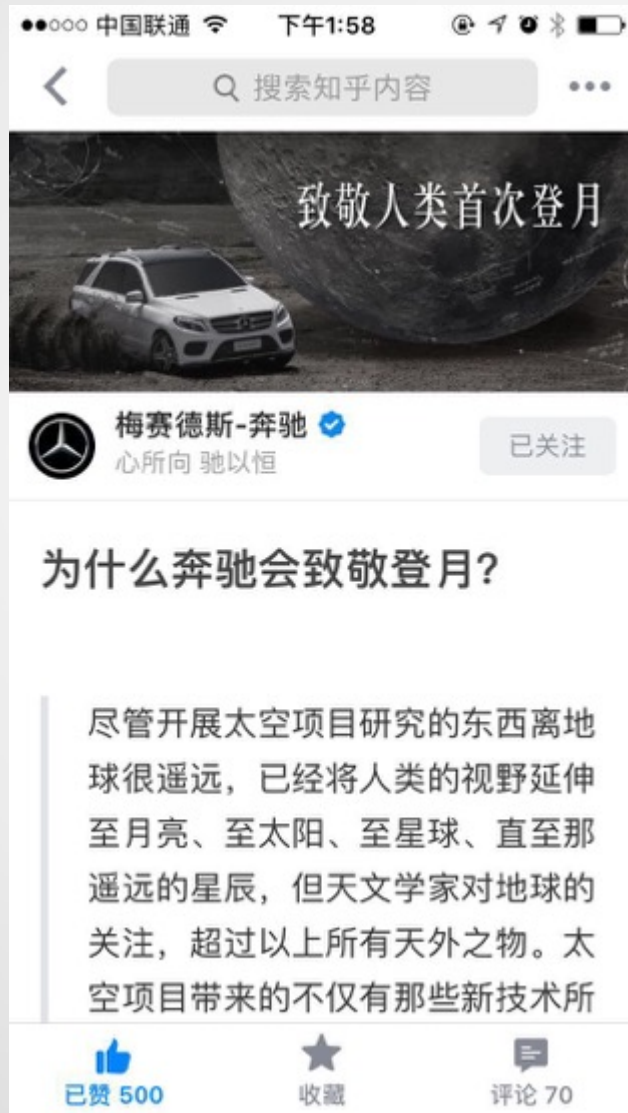 中国联通 下午1:58
搜索知乎内容
致敬人类首次登月
梅赛德斯-奔驰
心所向 驰以恒
已关注
为什么奔驰会致敬登月?
尽管开展太空项目研究的东西离地
球很遥远，已经将人类的视野延伸
至月亮、至太阳、至星球、直至那
遥远的星辰，但天文学家对地球的
关注，超过以上所有天外之物。太
空项目带来的不仅有那些新技术所
已赞 500
收藏
评论 70